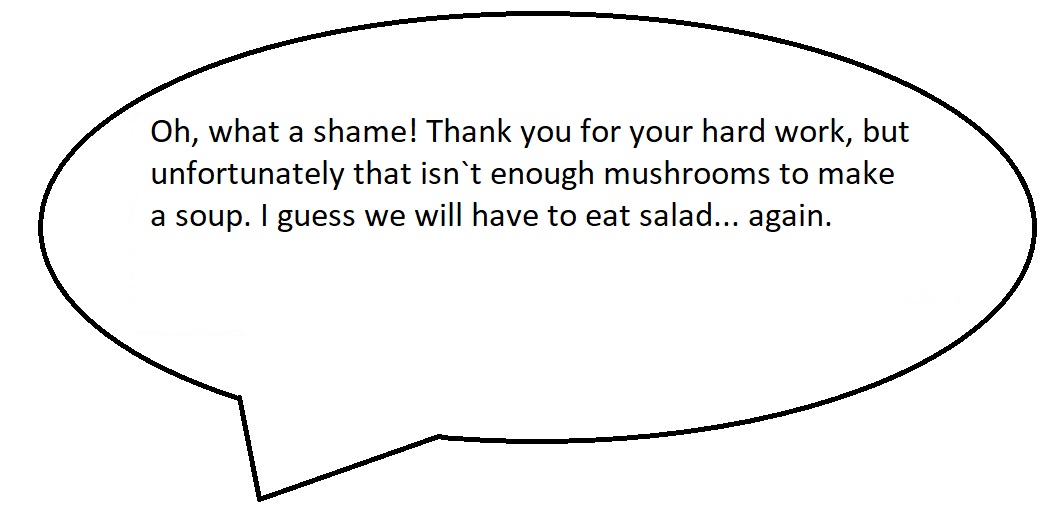 Oh, what a shame! Thank you for your hard work, but
unfortunately that isn`t enough mushrooms to make
a soup. I guess we will have to eat salad... again.